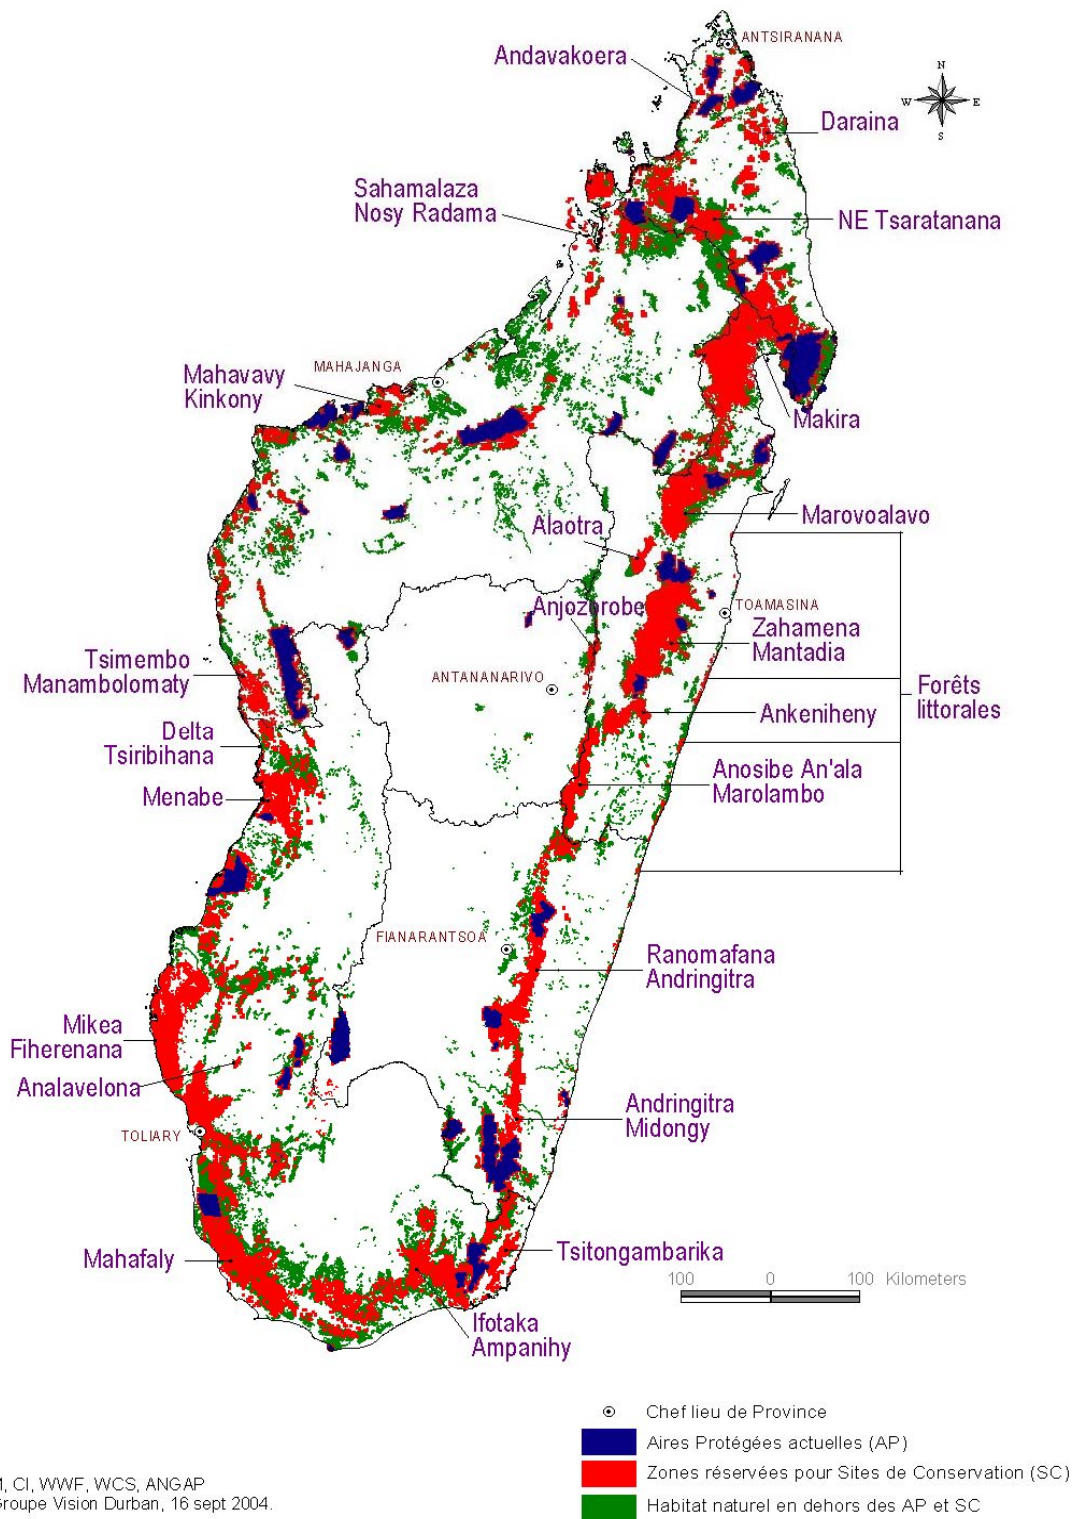 ANTSIRANANA
Andavakoera
N
W
E
S
Daraina
Sahamalaza
Nosy Radama
NE Tsaratanana
MAHAJANGA
Mahavavy
Kinkony
Makira
Marovoalavo
Alaotra
Anjozorobe
TOAMASINA
Zahamena
Mantadia
Tsimembo
Manambolomaty
ANTANANARIVO
Forêts
littorales
Ankeniheny
Delta
Tsiribihana
Anosibe An'ala
Marolambo
Menabe
FIANARANTSOA
Ranomafana
Andringitra
Mikea
Fiherenana
Analavelona
Andringitra
Midongy
TOLIARY
Mahafaly
Tsitongambarika
100 0 100 Kilometers
Ifotaka
Ampanihy
Chef lieu de Province
Aires Protégées actuelles (AP)
Zones réservées pour Sites de Conservation (SC)
Habitat naturel en dehors des AP et SC
CI, WWF, WCS, ANGAP
Groupe Vision Durban, 16 sept 2004.